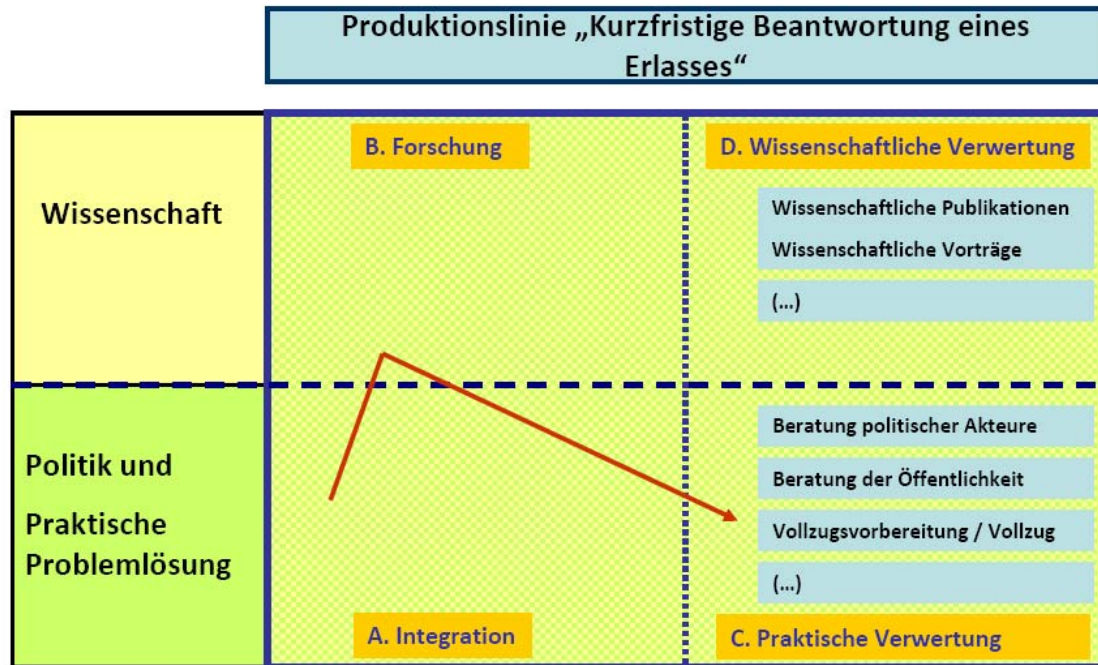 Produktionslinie „Kurzfristige Beantwortung eines
Erlasses“
B. Forschung
D. Wissenschaftliche Verwertung
Wissenschaft
Wissenschaftliche Publikationen
Wissenschaftliche Vorträge
(...)
Politik und
Praktische
Problemlösung
Beratung politischer Akteure
Beratung der Öffentlichkeit
Vollzugsvorbereitung / Vollzug
(...)
A. Integration
C. Praktische Verwertung